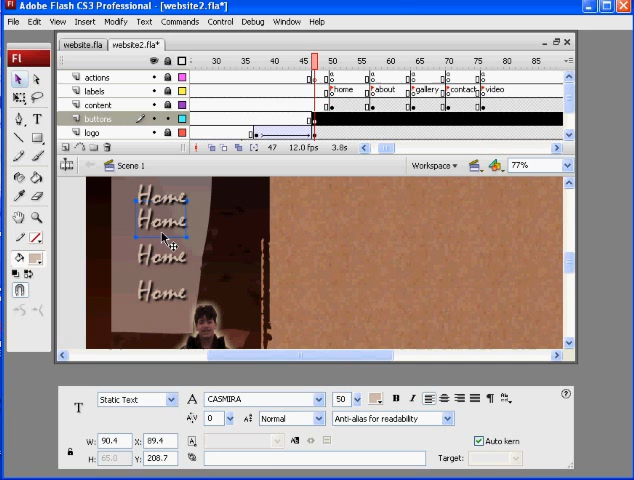 Adobe Flash CS3 Professional - [website2.fla*]
File Edit View Insert Modify Text Commands Control Debug Window Help
website.fla website2.fla*
Fl
30 35 40 45 50 55 60 65 70 75 80 85
actions
labels home about gallery contact video
content
buttons
logo
47 12.0 fps 3.8s
Scene 1 Workspace 77%
Home
Home
Home
Home
T Static Text A CASMIRA 50 B I
A|V 0 Normal Anti-alias for readability
W: 90.4 X: 89.4 Auto kern
H: 65.0 Y: 208.7 Target: